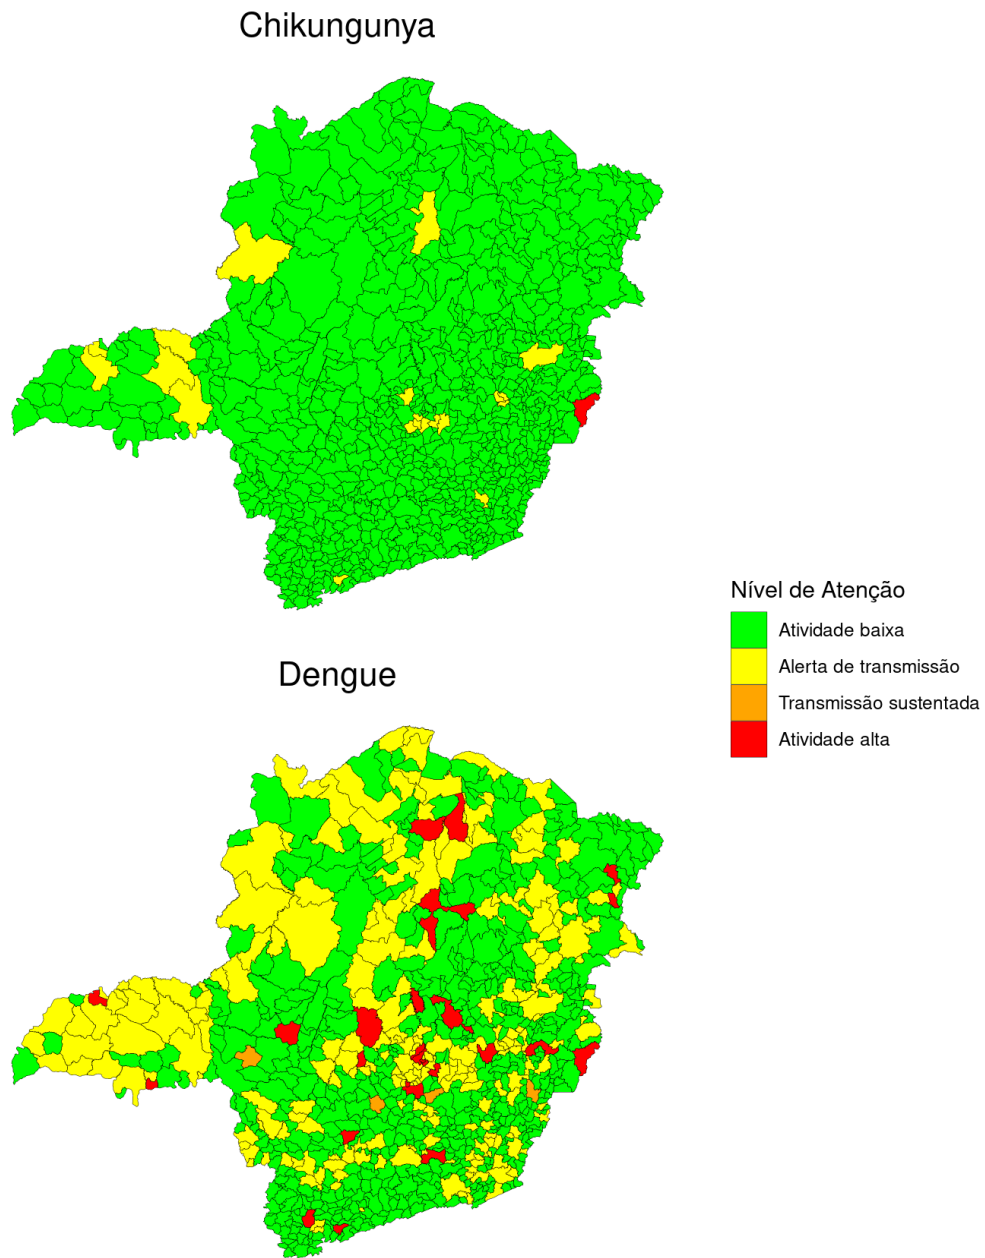 Chikungunya
Nível de Atenção
Atividade baixa
Alerta de transmissão
Transmissão sustentada
Atividade alta
Dengue